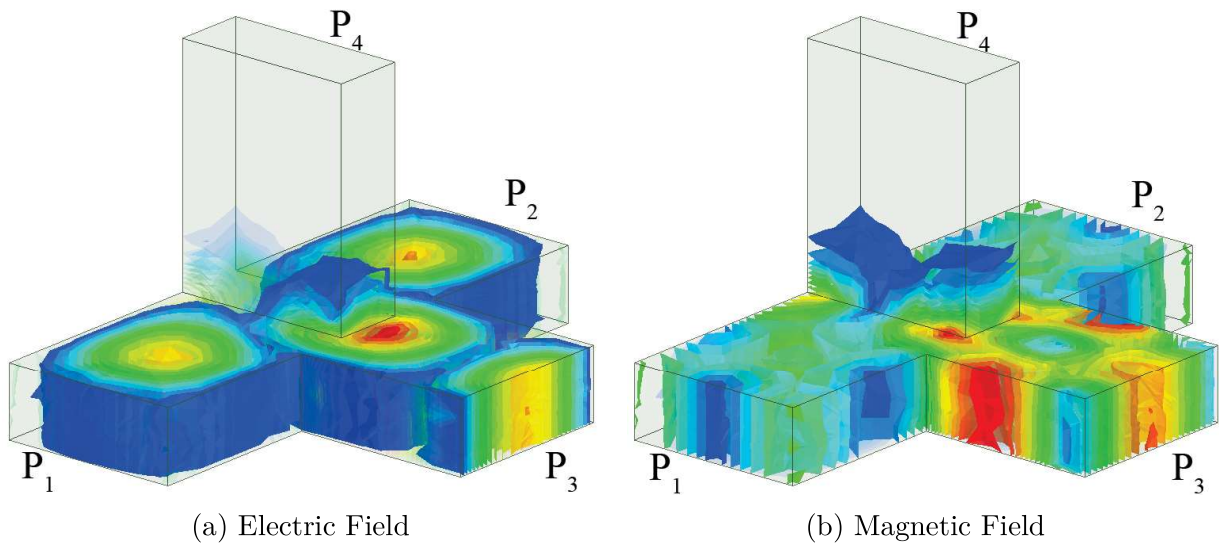 P₄ P₄
P₂ P₂
P₁ P₃ P₁ P₃
(a) Electric Field (b) Magnetic Field